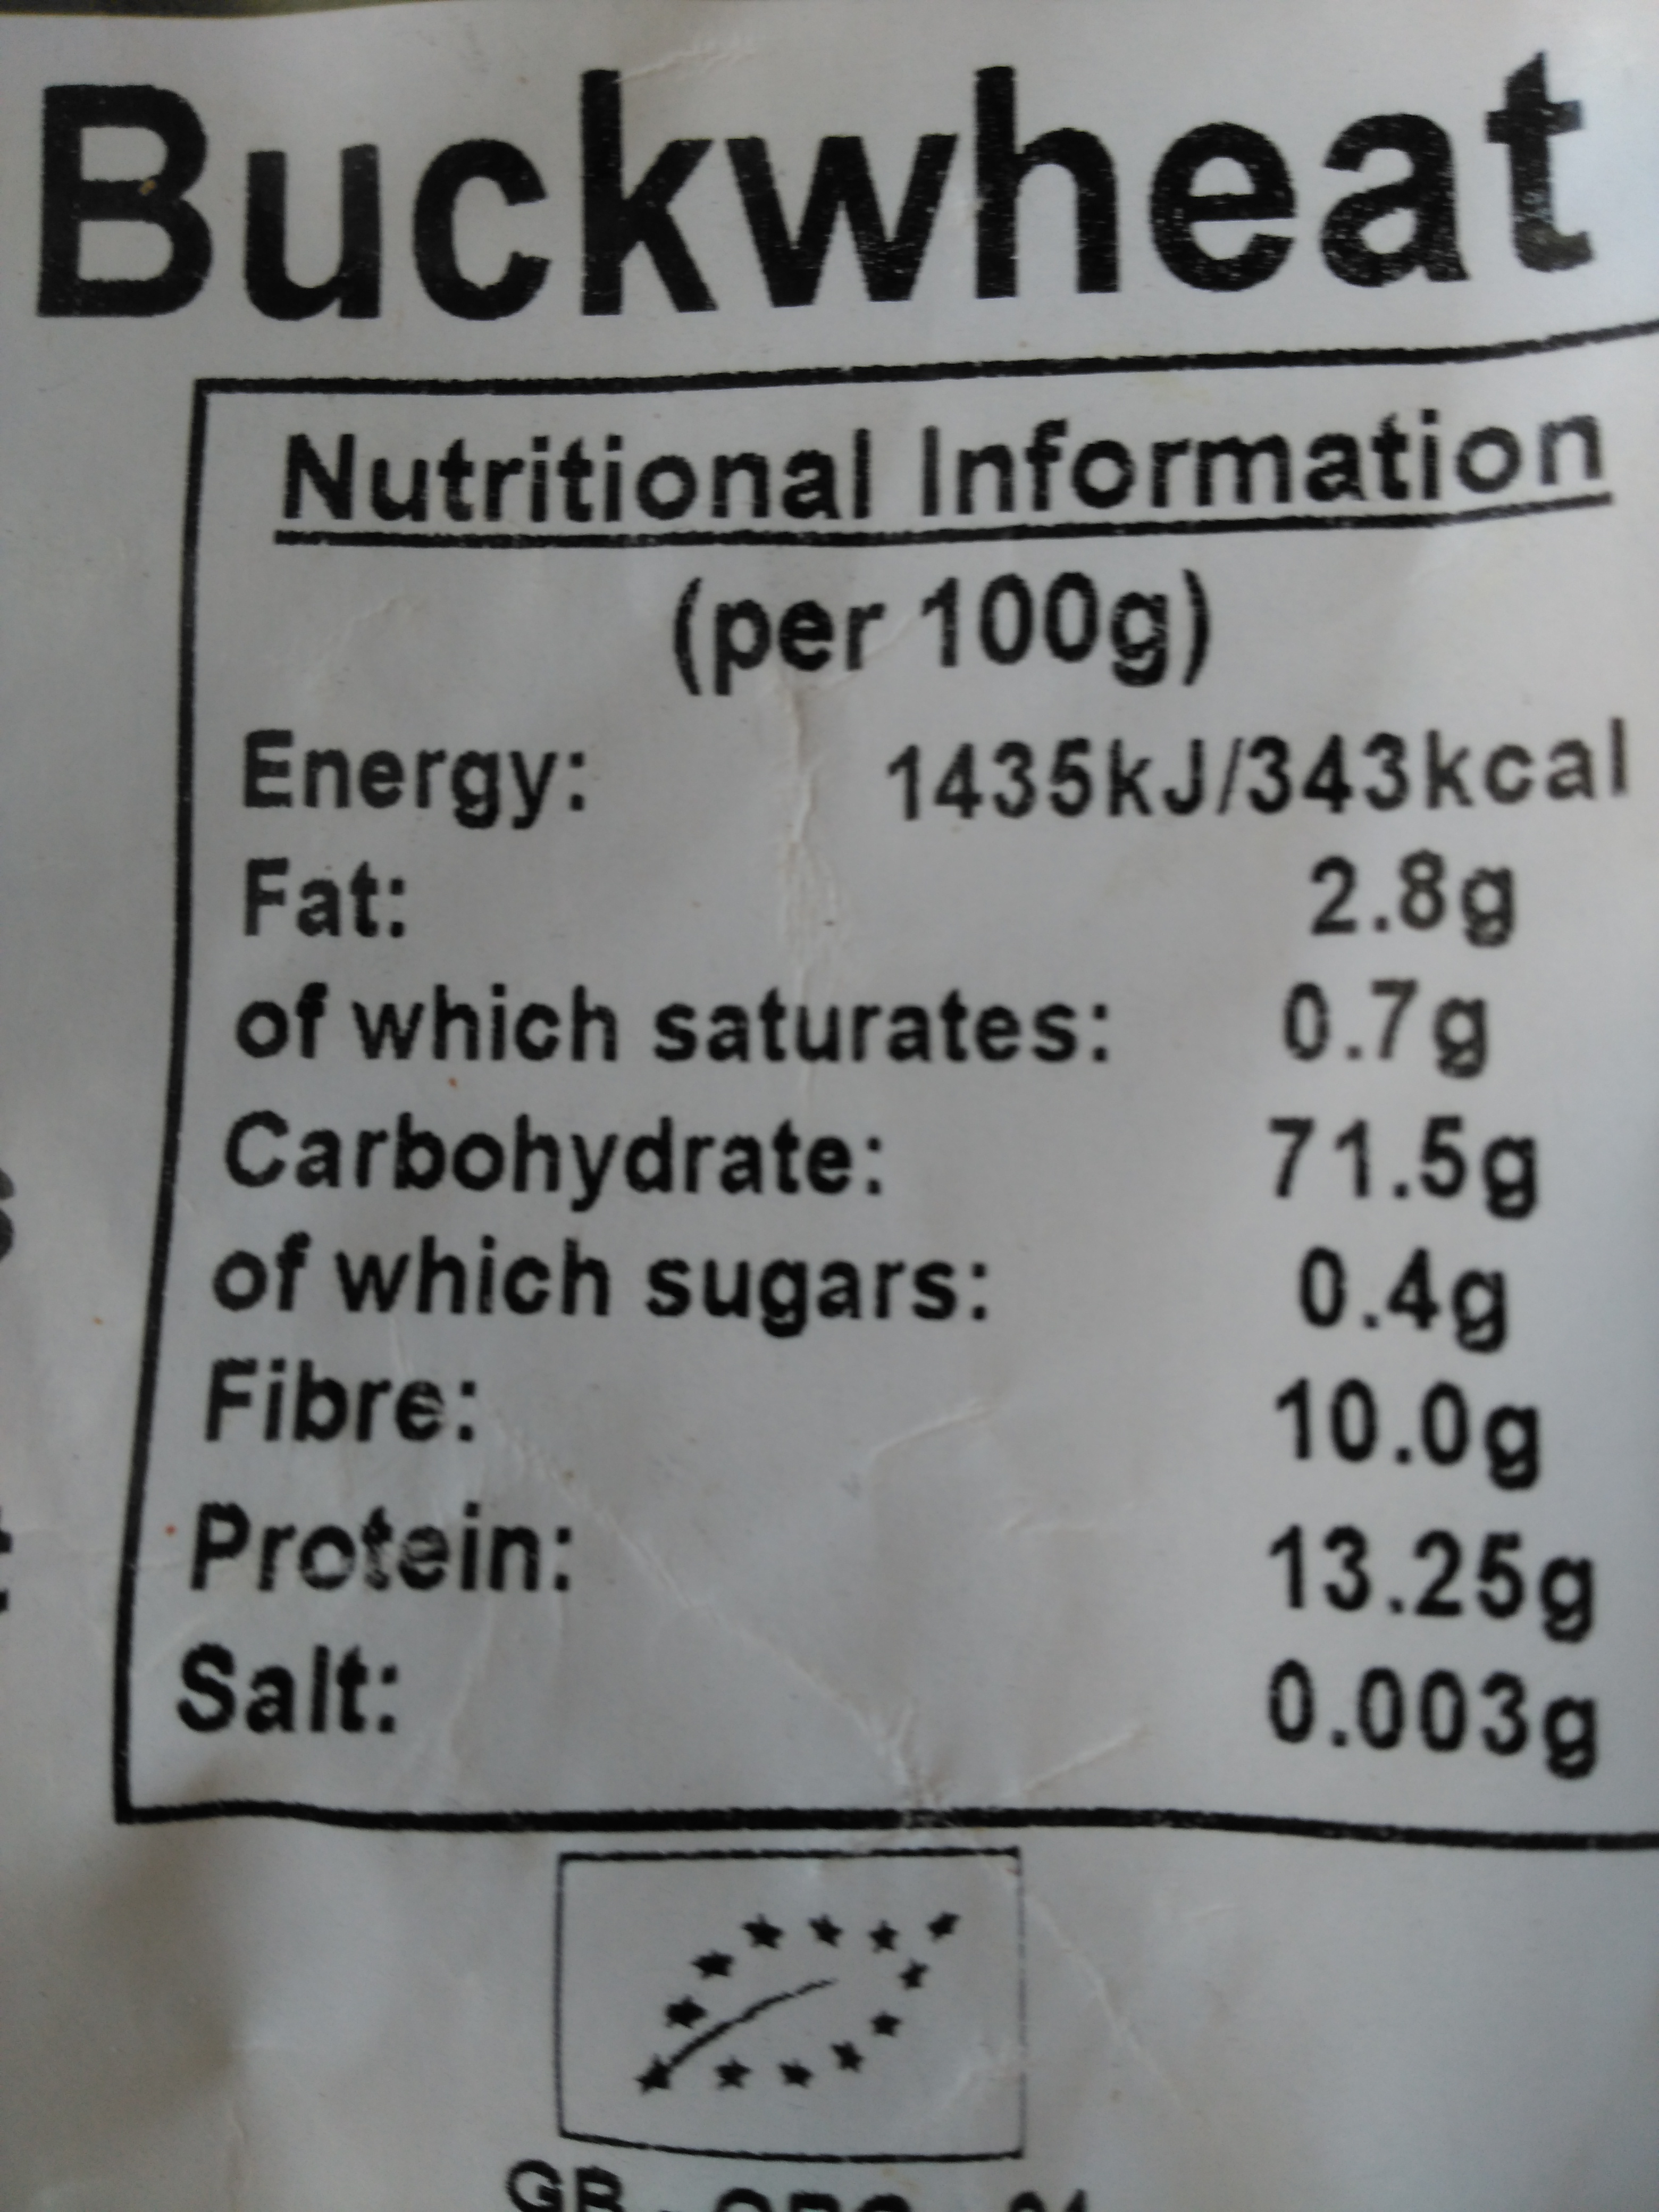 Buckwheat
Nutritional Information
(per 100g)
Energy: 1435kJ/343kcal
Fat: 2.8g
of which saturates: 0.7g
Carbohydrate: 71.5g
of which sugars: 0.4g
Fibre: 10.0g
Protein: 13.25g
Salt: 0.003g
GB